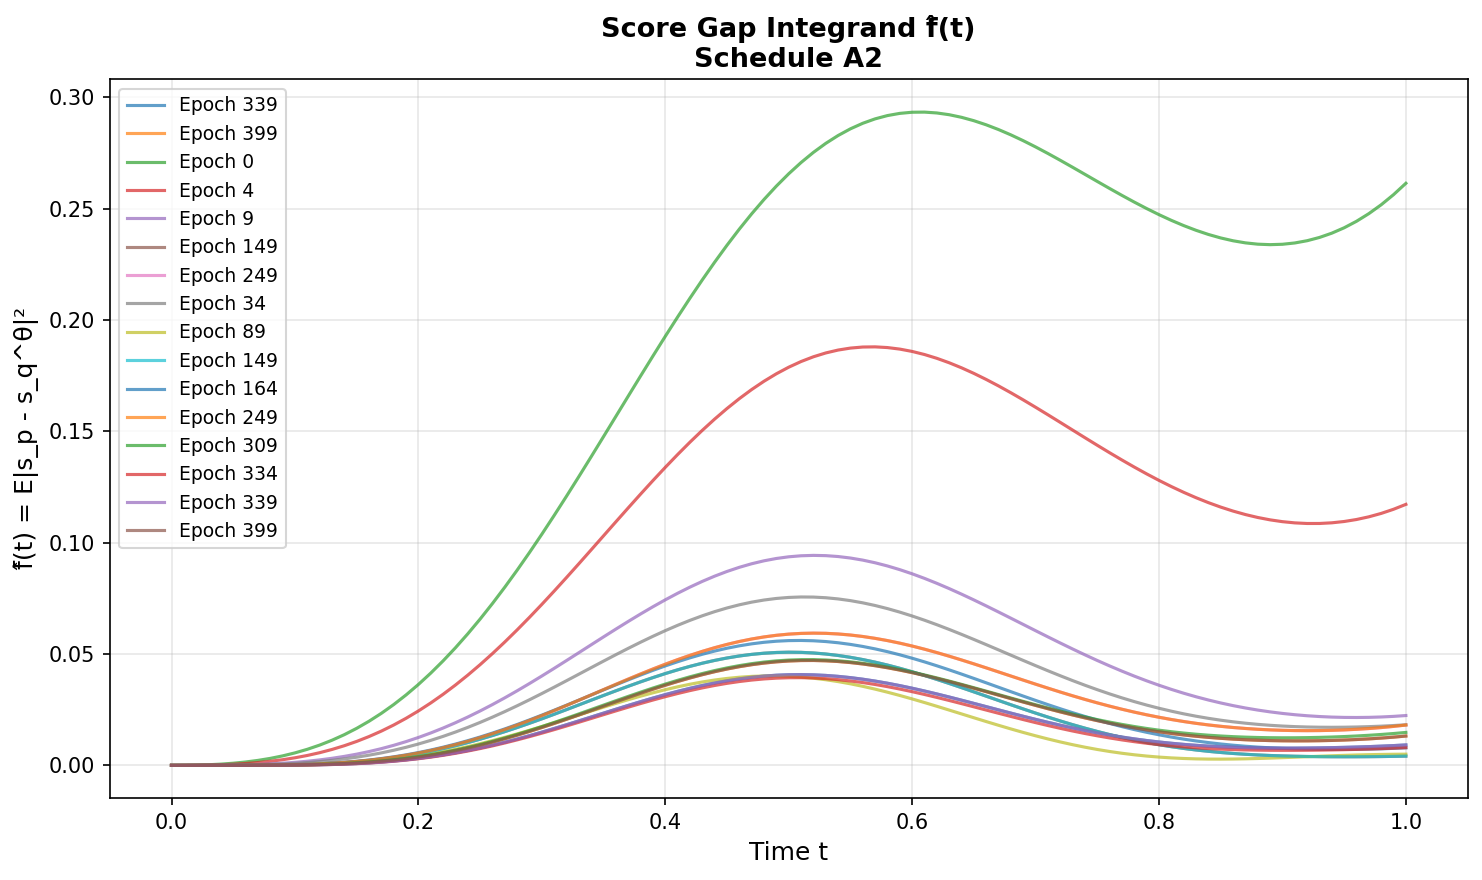 Score Gap Integrand f̂(t)
Schedule A2
f̂(t) = E|s_p - s_q^θ|²
0.30
0.25
0.20
0.15
0.10
0.05
0.00
Epoch 339
Epoch 399
Epoch 0
Epoch 4
Epoch 9
Epoch 149
Epoch 249
Epoch 34
Epoch 89
Epoch 149
Epoch 164
Epoch 249
Epoch 309
Epoch 334
Epoch 339
Epoch 399
0.0 0.2 0.4 0.6 0.8 1.0
Time t